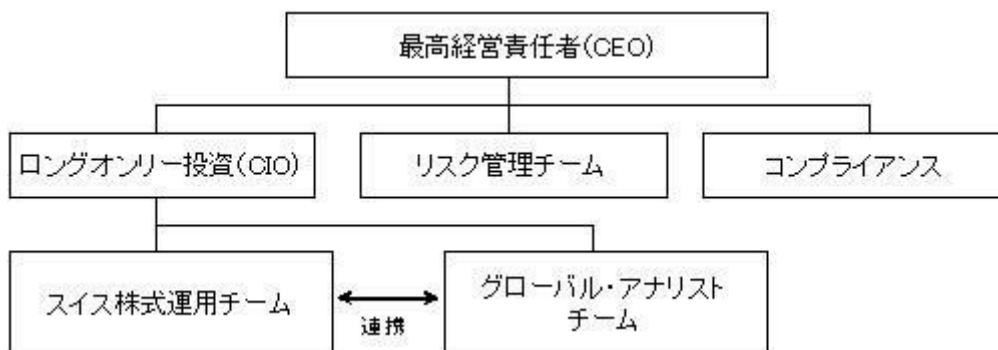 最高経営責任者(CEO)
ロングオンリー投資(CIO)
リスク管理チーム
コンプライアンス
スイス株式運用チーム
連携
グローバル・アナリスト
チーム